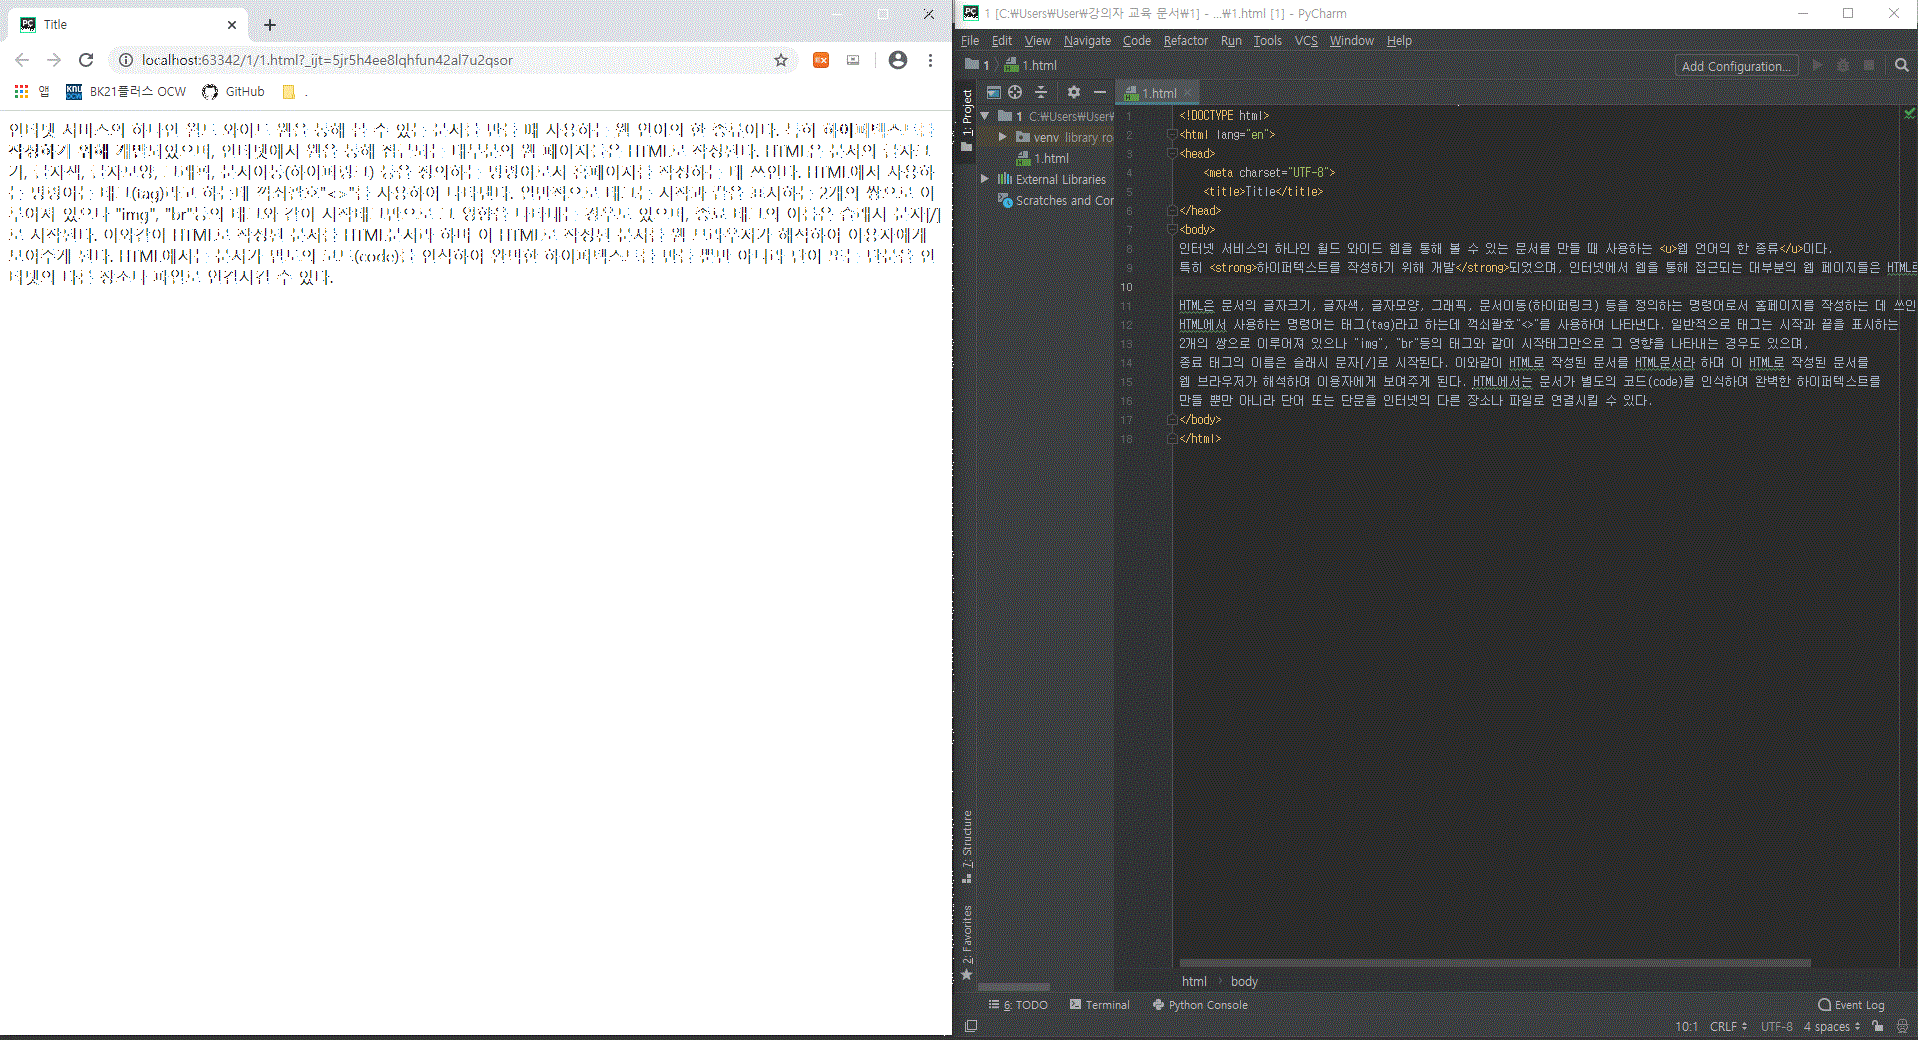 Title
localhost:63342/1/1.html?_ijt=5jr5h4ee8lqhfun42al7u2qsor
앱 BK21플러스 OCW GitHub .
인터넷 서비스의 하나인 월드 와이드 웹을 통해 볼 수 있는 문서를 만들 때 사용하는 웹 언어의 한 종류이다. 특히 하이퍼텍스트를
작성하기 위해 개발되었으며, 인터넷에서 웹을 통해 접근되는 대부분의 웹 페이지들은 HTML로 작성된다. HTML은 문서의 글자크
기, 글자색, 글자모양, 그래픽, 문서이동(하이퍼링크) 등을 정의하는 명령어로서 홈페이지를 작성하는 데 쓰인다. HTML에서 사용하
는 명령어는 태그(tag)라고 하는데 꺽쇠괄호"<>"를 사용하여 나타낸다. 일반적으로 태그는 시작과 끝을 표시하는 2개의 쌍으로 이
루어져 있으나 "img", "br"등의 태그와 같이 시작태그만으로 그 영향을 나타내는 경우도 있으며, 종료 태그의 이름은 슬래시 문자[/]
로 시작된다. 이와같이 HTML로 작성된 문서를 HTML문서라 하며 이 HTML로 작성된 문서를 웹 브라우저가 해석하여 이용자에게
보여주게 된다. HTML에서는 문서가 별도의 코드(code)를 인식하여 완벽한 하이퍼텍스트를 만들 뿐만 아니라 단어 또는 단문을 인
터넷의 다른 장소나 파일로 연결시킬 수 있다.
1 [C:₩Users₩User₩강의자 교육 문서₩1] - ...₩1.html [1] - PyCharm
File Edit View Navigate Code Refactor Run Tools VCS Window Help
1 1.html Add Configuration...
1: Project
1 C:₩Users₩User₩
venv library ro
1.html
External Libraries
Scratches and Cor
7: Structure
2: Favorites
1.html
1 <!DOCTYPE html>
2 <html lang="en">
3 <head>
4 <meta charset="UTF-8">
5 <title>Title</title>
6 </head>
7 <body>
8 인터넷 서비스의 하나인 월드 와이드 웹을 통해 볼 수 있는 문서를 만들 때 사용하는 <u>웹 언어의 한 종류</u>이다.
9 특히 <strong>하이퍼텍스트를 작성하기 위해 개발</strong>되었으며, 인터넷에서 웹을 통해 접근되는 대부분의 웹 페이지들은 HTML로
10
11 HTML은 문서의 글자크기, 글자색, 글자모양, 그래픽, 문서이동(하이퍼링크) 등을 정의하는 명령어로서 홈페이지를 작성하는 데 쓰인
12 HTML에서 사용하는 명령어는 태그(tag)라고 하는데 꺽쇠괄호"<>"를 사용하여 나타낸다. 일반적으로 태그는 시작과 끝을 표시하는
13 2개의 쌍으로 이루어져 있으나 "img", "br"등의 태그와 같이 시작태그만으로 그 영향을 나타내는 경우도 있으며,
14 종료 태그의 이름은 슬래시 문자[/]로 시작된다. 이와같이 HTML로 작성된 문서를 HTML문서라 하며 이 HTML로 작성된 문서를
15 웹 브라우저가 해석하여 이용자에게 보여주게 된다. HTML에서는 문서가 별도의 코드(code)를 인식하여 완벽한 하이퍼텍스트를
16 만들 뿐만 아니라 단어 또는 단문을 인터넷의 다른 장소나 파일로 연결시킬 수 있다.
17 </body>
18 </html>
html body
6: TODO Terminal Python Console Event Log
10:1 CRLF UTF-8 4 spaces